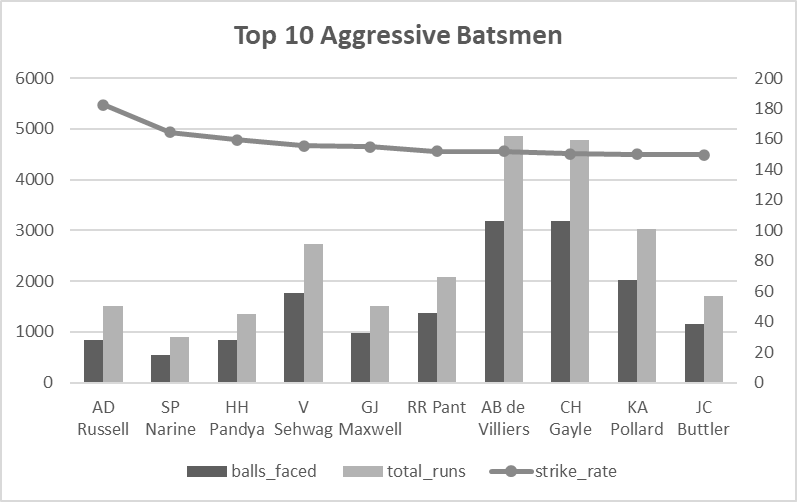 Top 10 Aggressive Batsmen
6000 200
5000 180
4000 160
3000 140
2000 120
1000 100
0 80
60
40
20
0
AD Russell
SP Narine
HH Pandya
V Sehwag
GJ Maxwell
RR Pant
AB de Villiers
CH Gayle
KA Pollard
JC Buttler
balls_faced total_runs strike_rate